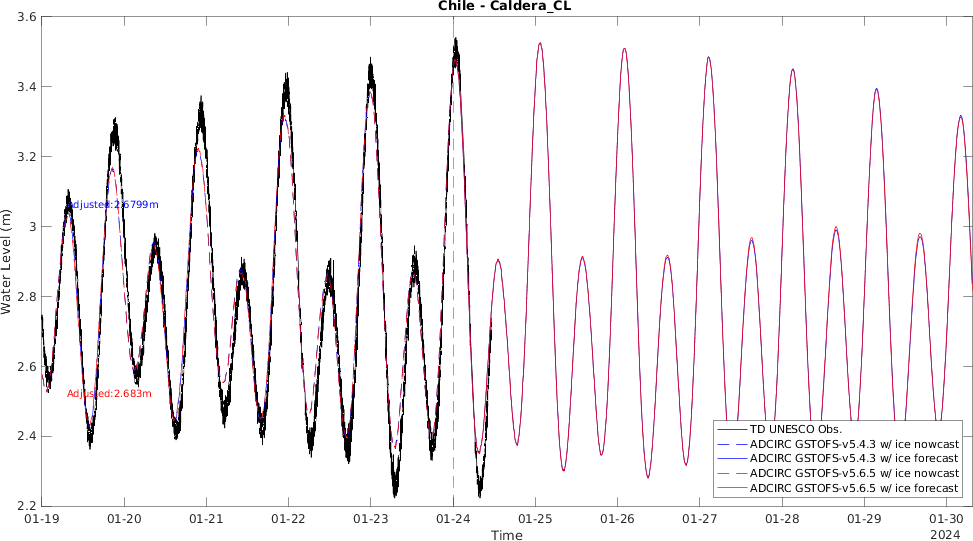 Chile - Caldera_CL
3.6
3.4
3.2
3
2.8
2.6
2.4
2.2
Water Level (m)
Adjusted:2.6799m
Adjusted:2.683m
TD UNESCO Obs.
ADCIRC GSTOFS-v5.4.3 w/ ice nowcast
ADCIRC GSTOFS-v5.4.3 w/ ice forecast
ADCIRC GSTOFS-v5.6.5 w/ ice nowcast
ADCIRC GSTOFS-v5.6.5 w/ ice forecast
01-19 01-20 01-21 01-22 01-23 01-24 01-25 01-26 01-27 01-28 01-29 01-30
Time
2024